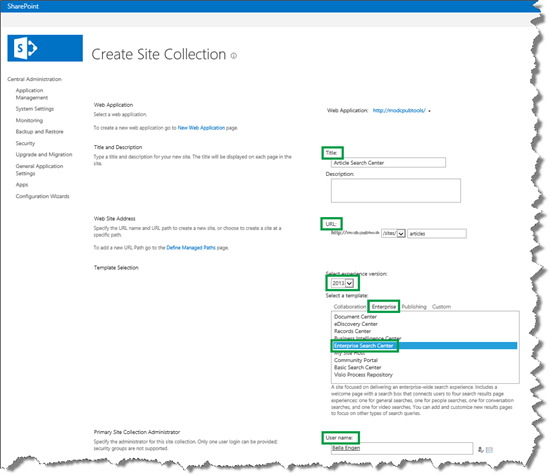 SharePoint
S
Create Site Collection
Central Administration
Application
Management
System Settings
Monitoring
Backup and Restore
Security
Upgrade and Migration
General Application
Settings
Apps
Configuration Wizards
Web Application
Select a web application.
To create a new web application go to New Web Application page.
Web Application: http://modcpubtools/
Title and Description
Type a title and description for your new site. The title will be displayed on each page in the
site.
Title:
Article Search Center
Description:
Web Site Address
Specify the URL name and URL path to create a new site, or choose to create a site at a
specific path.
To add a new URL Path go to the Define Managed Paths page.
URL:
/sites/ articles
Template Selection
Select experience version:
2013
Select a template:
Collaboration Enterprise Publishing Custom
Document Center
eDiscovery Center
Records Center
Business Intelligence Center
Enterprise Search Center
My Site Host
Community Portal
Basic Search Center
Visio Process Repository
A site focused on delivering an enterprise-wide search experience. Includes a
welcome page with a search box that connects users to four search results page
experiences: one for general searches, one for people searches, one for conversation
searches, and one for video searches. You can add and customize new results pages
to focus on other types of search queries.
Primary Site Collection Administrator
Specify the administrator for this site collection. Only one user login can be provided;
security groups are not supported.
User name:
Bella Engen